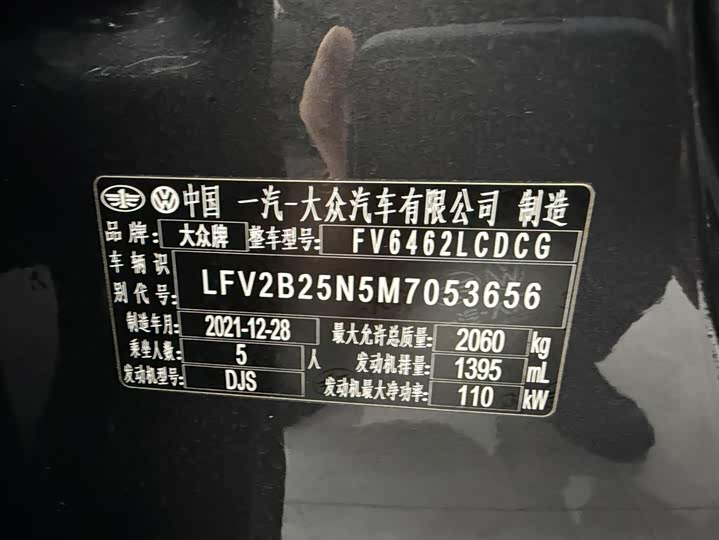 中国 一汽-大众汽车有限公司 制造
品牌: 大众牌 整车型号: FV6462LCDCG
车辆识
别代号: LFV2B25N5M7053656
制造年月: 2021-12-28 最大允许总质量: 2060 kg
乘坐人数: 5 人 发动机排量: 1395 mL
发动机型号: DJS 发动机最大净功率: 110 kW